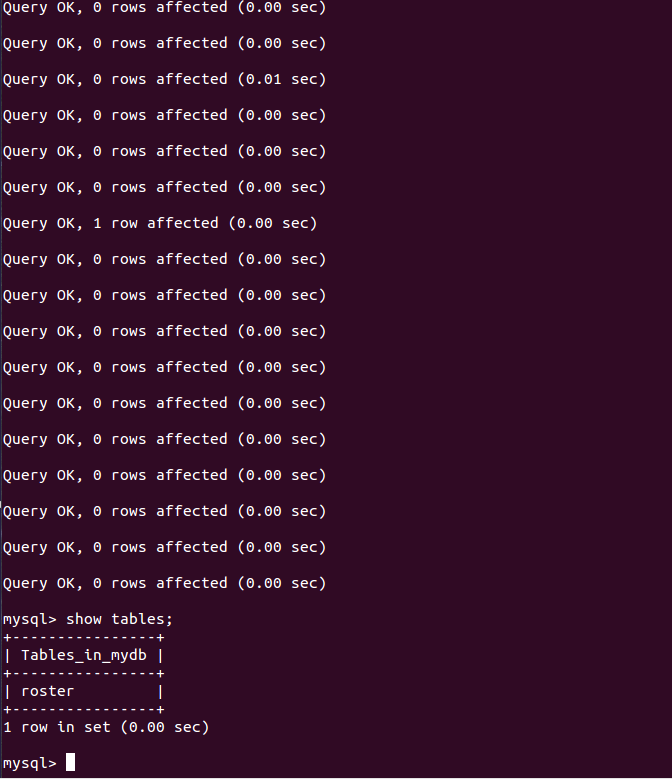 Query OK, 0 rows affected (0.00 sec)
Query OK, 0 rows affected (0.00 sec)
Query OK, 0 rows affected (0.01 sec)
Query OK, 0 rows affected (0.00 sec)
Query OK, 0 rows affected (0.00 sec)
Query OK, 0 rows affected (0.00 sec)
Query OK, 1 row affected (0.00 sec)
Query OK, 0 rows affected (0.00 sec)
Query OK, 0 rows affected (0.00 sec)
Query OK, 0 rows affected (0.00 sec)
Query OK, 0 rows affected (0.00 sec)
Query OK, 0 rows affected (0.00 sec)
Query OK, 0 rows affected (0.00 sec)
Query OK, 0 rows affected (0.00 sec)
Query OK, 0 rows affected (0.00 sec)
Query OK, 0 rows affected (0.00 sec)
Query OK, 0 rows affected (0.00 sec)
mysql> show tables;
+----------------+
| Tables_in_mydb |
+----------------+
| roster         |
+----------------+
1 row in set (0.00 sec)
mysql>